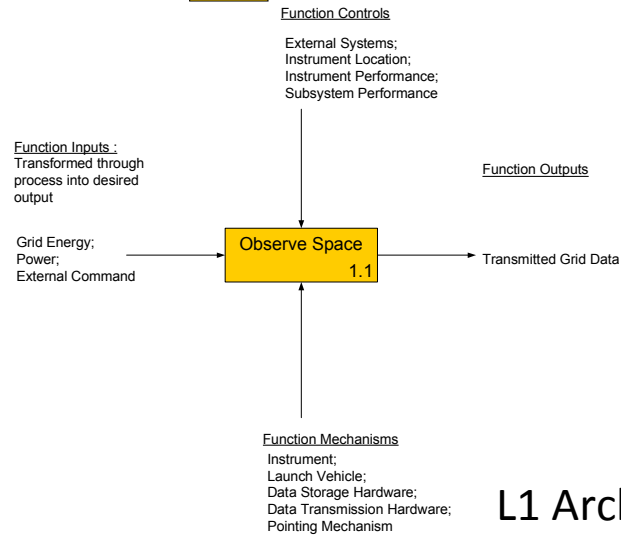 Function Controls
External Systems;
Instrument Location;
Instrument Performance;
Subsystem Performance
Function Inputs :
Transformed through
process into desired
output
Function Outputs
Grid Energy;
Power;
External Command
Observe Space
1.1
Transmitted Grid Data
Function Mechanisms
Instrument;
Launch Vehicle;
Data Storage Hardware;
Data Transmission Hardware;
Pointing Mechanism
L1